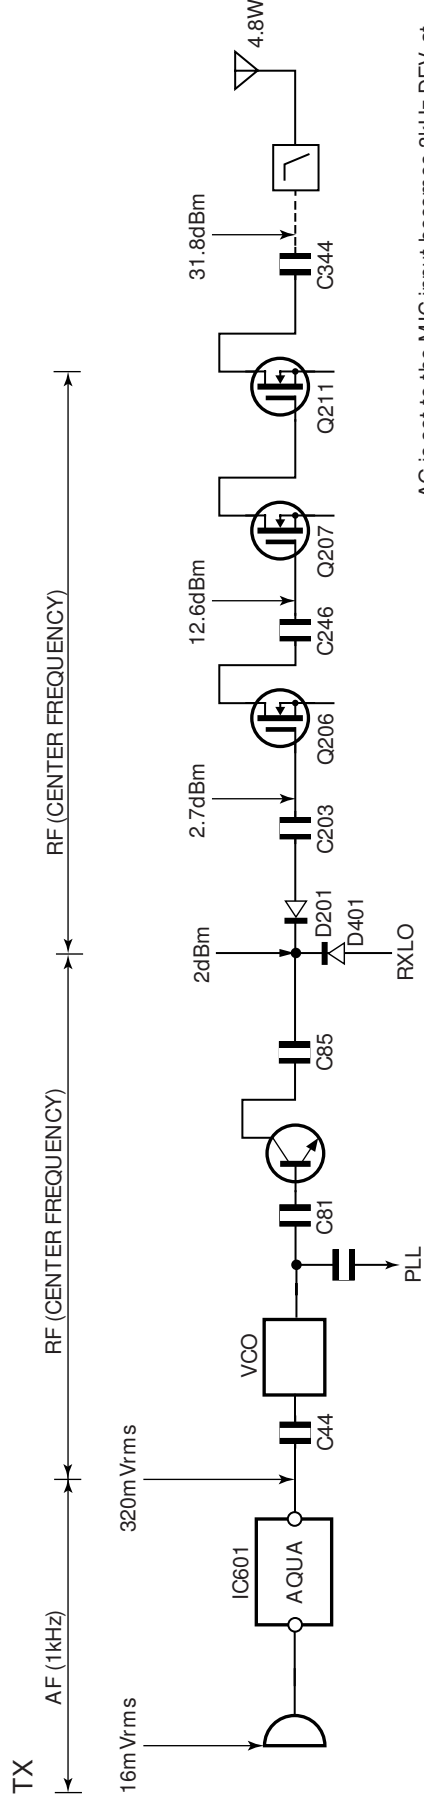 TX
AF (1kHz)
RF (CENTER FREQUENCY)
RF (CENTER FREQUENCY)
16mVrms
320mVrms
2dBm
2.7dBm
12.6dBm
31.8dBm
4.8W
IC601
AQUA
VCO
C44
C81
PLL
C85
D201
D401
RXLO
C203
Q206
C246
Q207
Q211
C344